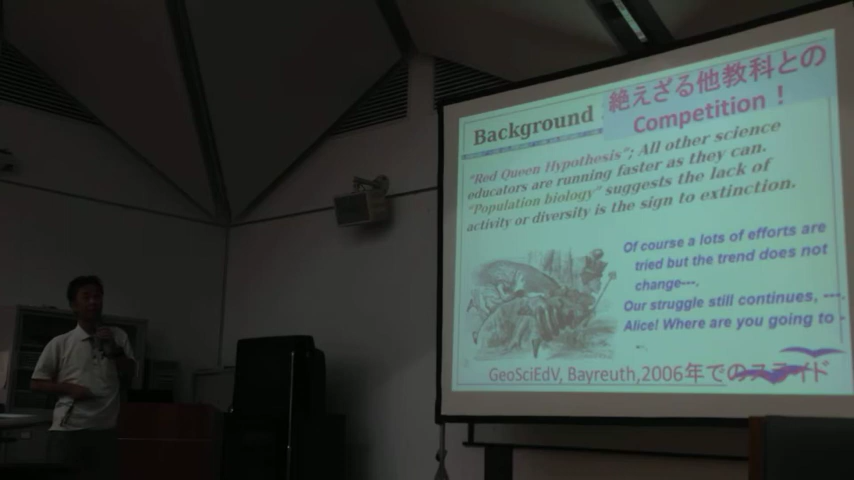 絶えざる他教科との
Competition！
Background
"Red Queen Hypothesis"; All other science
educators are running faster as they can.
"Population biology" suggests the lack of
activity or diversity is the sign to extinction.
Of course a lots of efforts are
tried but the trend does not
change---.
Our struggle still continues, ---.
Alice! Where are you going to -
GeoSciEdV, Bayreuth,2006年でのスライド